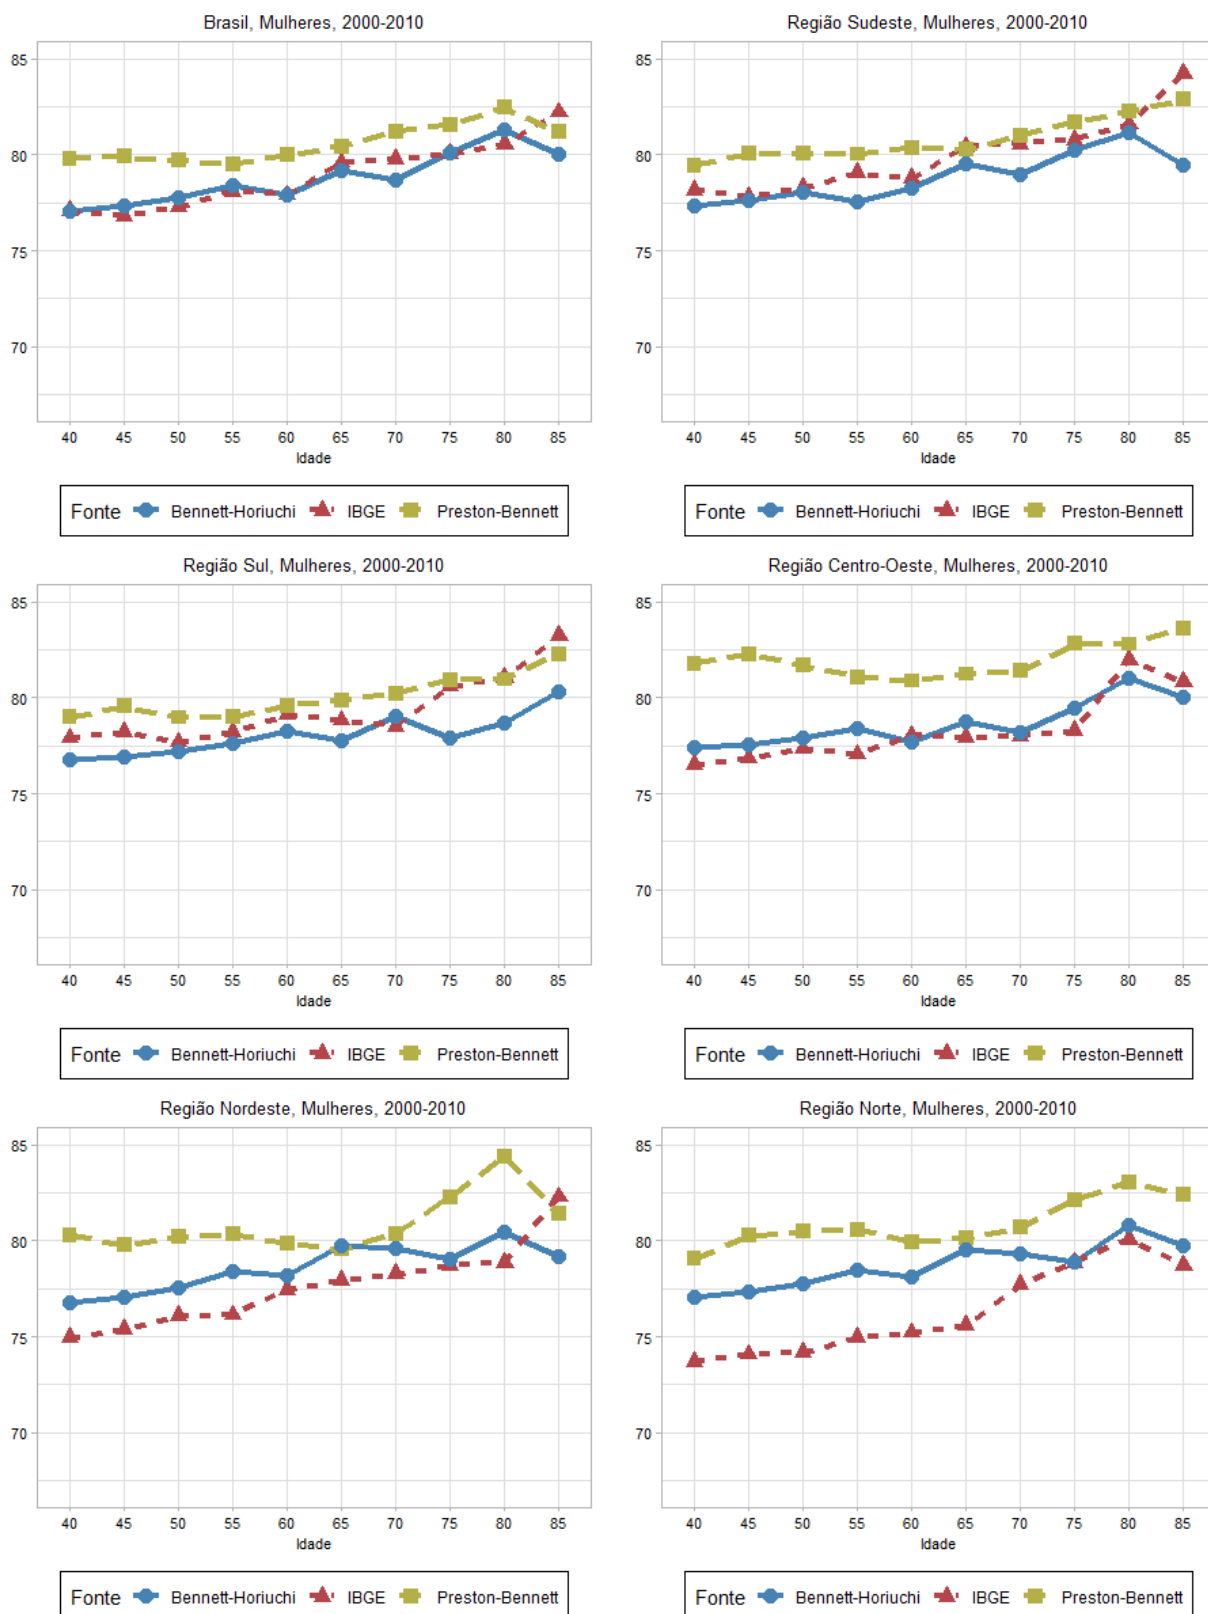 Brasil, Mulheres, 2000-2010
85
80
75
70
40 45 50 55 60 65 70 75 80 85
Idade
Fonte Bennett-Horiuchi IBGE Preston-Bennett
Região Sudeste, Mulheres, 2000-2010
85
80
75
70
40 45 50 55 60 65 70 75 80 85
Idade
Fonte Bennett-Horiuchi IBGE Preston-Bennett
Região Sul, Mulheres, 2000-2010
85
80
75
70
40 45 50 55 60 65 70 75 80 85
Idade
Fonte Bennett-Horiuchi IBGE Preston-Bennett
Região Centro-Oeste, Mulheres, 2000-2010
85
80
75
70
40 45 50 55 60 65 70 75 80 85
Idade
Fonte Bennett-Horiuchi IBGE Preston-Bennett
Região Nordeste, Mulheres, 2000-2010
85
80
75
70
40 45 50 55 60 65 70 75 80 85
Idade
Fonte Bennett-Horiuchi IBGE Preston-Bennett
Região Norte, Mulheres, 2000-2010
85
80
75
70
40 45 50 55 60 65 70 75 80 85
Idade
Fonte Bennett-Horiuchi IBGE Preston-Bennett